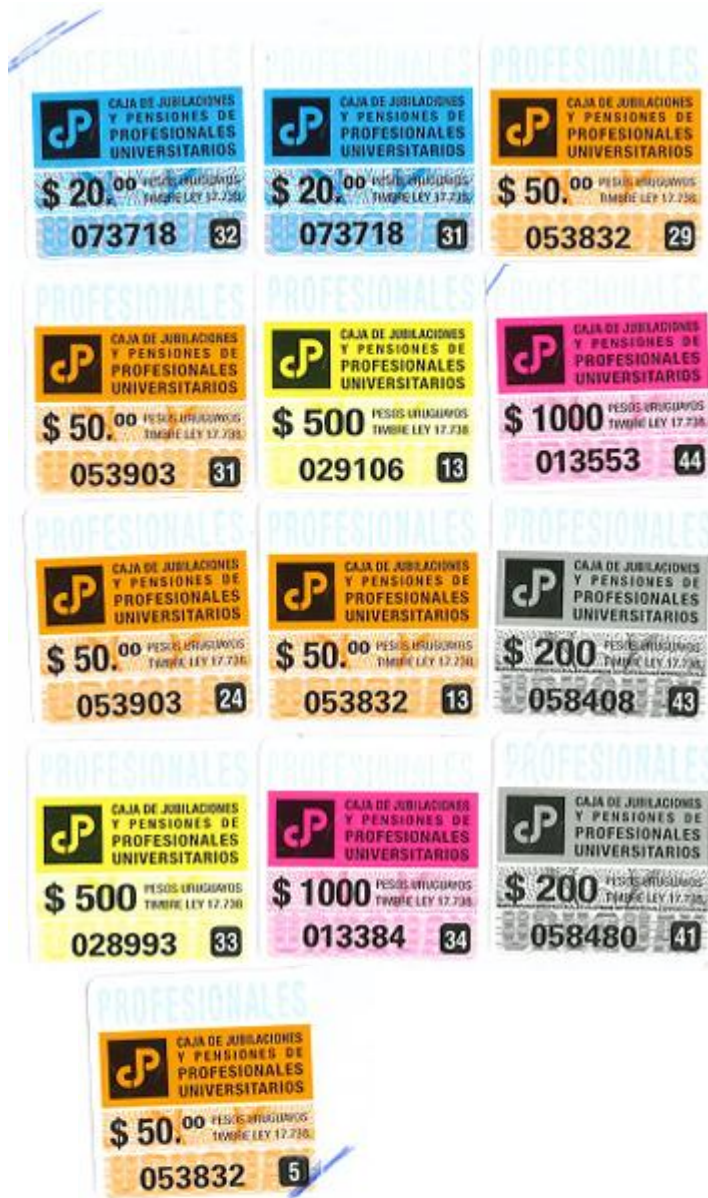 PROFESIONALES PROFESIONALES PROFESIONALES
CAJA DE JUBILACIONES
Y PENSIONES DE
PROFESIONALES
UNIVERSITARIOS
$ 20.00 PESOS URUGUAYOS
TIMBRE LEY 17.738.
073718 32
CAJA DE JUBILACIONES
Y PENSIONES DE
PROFESIONALES
UNIVERSITARIOS
$ 20.00 PESOS URUGUAYOS
TIMBRE LEY 17.738.
073718 31
CAJA DE JUBILACIONES
Y PENSIONES DE
PROFESIONALES
UNIVERSITARIOS
$ 50.00 PESOS URUGUAYOS
TIMBRE LEY 17.738.
053832 29
PROFESIONALES PROFESIONALES PROFESIONALES
CAJA DE JUBILACIONES
Y PENSIONES DE
PROFESIONALES
UNIVERSITARIOS
$ 50.00 PESOS URUGUAYOS
TIMBRE LEY 17.738.
053903 31
CAJA DE JUBILACIONES
Y PENSIONES DE
PROFESIONALES
UNIVERSITARIOS
$ 500 PESOS URUGUAYOS
TIMBRE LEY 17.738.
029106 13
CAJA DE JUBILACIONES
Y PENSIONES DE
PROFESIONALES
UNIVERSITARIOS
$ 1000 PESOS URUGUAYOS
TIMBRE LEY 17.738.
013553 44
PROFESIONALES PROFESIONALES PROFESIONALES
CAJA DE JUBILACIONES
Y PENSIONES DE
PROFESIONALES
UNIVERSITARIOS
$ 50.00 PESOS URUGUAYOS
TIMBRE LEY 17.738.
053903 24
CAJA DE JUBILACIONES
Y PENSIONES DE
PROFESIONALES
UNIVERSITARIOS
$ 50.00 PESOS URUGUAYOS
TIMBRE LEY 17.738.
053832 13
CAJA DE JUBILACIONES
Y PENSIONES DE
PROFESIONALES
UNIVERSITARIOS
$ 200 PESOS URUGUAYOS
TIMBRE LEY 17.738.
058408 43
PROFESIONALES PROFESIONALES PROFESIONALES
CAJA DE JUBILACIONES
Y PENSIONES DE
PROFESIONALES
UNIVERSITARIOS
$ 500 PESOS URUGUAYOS
TIMBRE LEY 17.738.
028993 33
CAJA DE JUBILACIONES
Y PENSIONES DE
PROFESIONALES
UNIVERSITARIOS
$ 1000 PESOS URUGUAYOS
TIMBRE LEY 17.738.
013384 34
CAJA DE JUBILACIONES
Y PENSIONES DE
PROFESIONALES
UNIVERSITARIOS
$ 200 PESOS URUGUAYOS
TIMBRE LEY 17.738.
058480 41
PROFESIONALES
CAJA DE JUBILACIONES
Y PENSIONES DE
PROFESIONALES
UNIVERSITARIOS
$ 50.00 PESOS URUGUAYOS
TIMBRE LEY 17.738.
053832 5